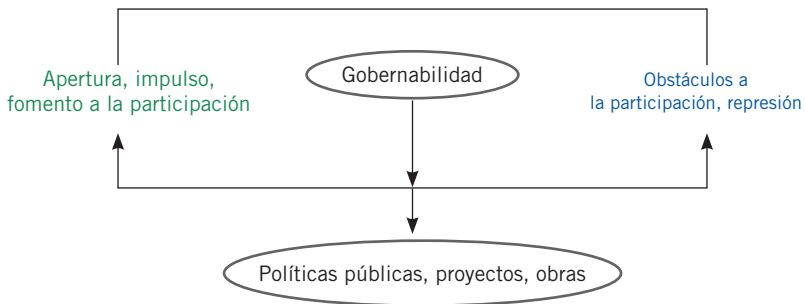 Apertura, impulso,
fomento a la participación
Gobernabilidad
Obstáculos a
la participación, represión
Políticas públicas, proyectos, obras